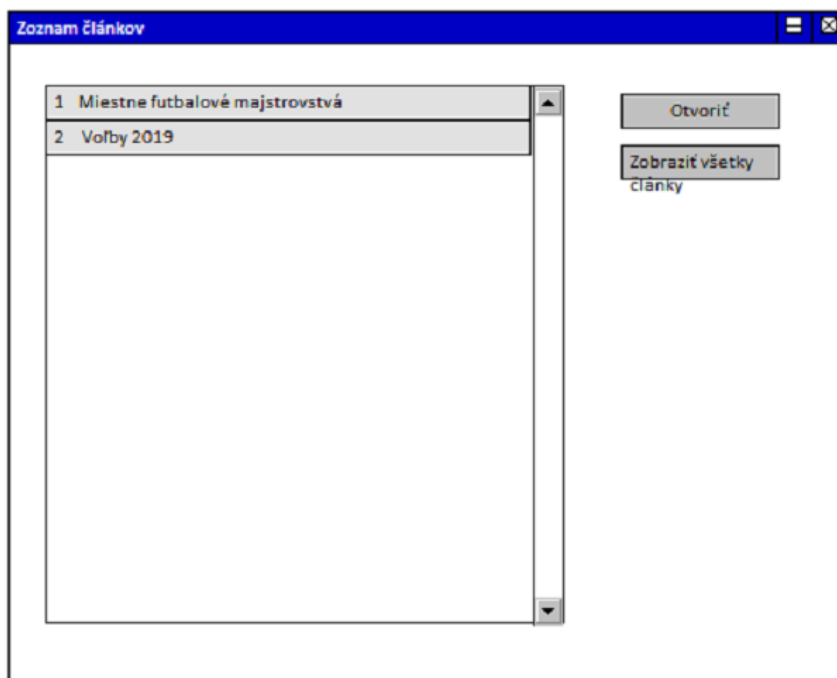 Zoznam článkov
1 Miestne futbalové majstrovstvá
2 Voľby 2019
Otvoriť
Zobraziť všetky
články